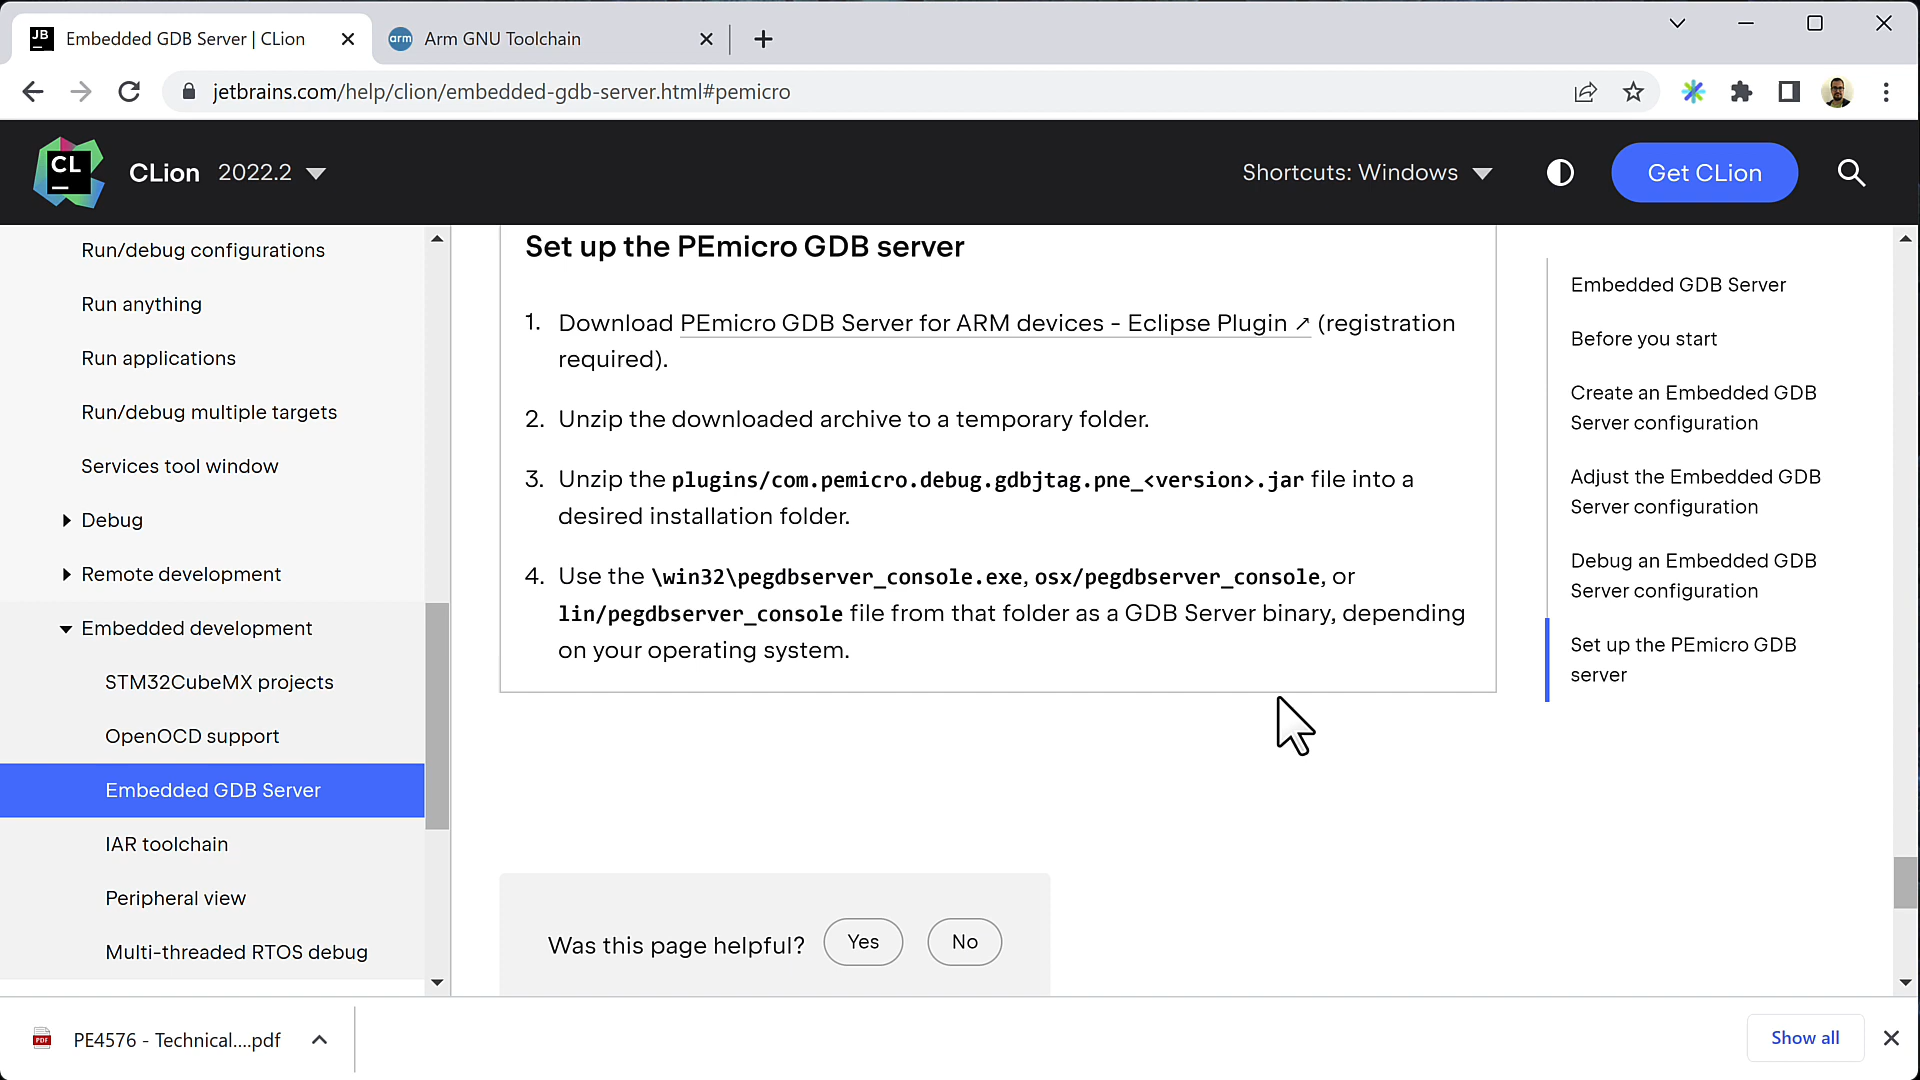 JB
Embedded GDB Server | CLion
arm
Arm GNU Toolchain
jetbrains.com/help/clion/embedded-gdb-server.html#pemicro
CL
CLion
2022.2
Shortcuts: Windows
Get CLion
Run/debug configurations
Run anything
Run applications
Run/debug multiple targets
Services tool window
Debug
Remote development
Embedded development
STM32CubeMX projects
OpenOCD support
Embedded GDB Server
IAR toolchain
Peripheral view
Multi-threaded RTOS debug
Set up the PEmicro GDB server
1. Download PEmicro GDB Server for ARM devices - Eclipse Plugin ↗ (registration
required).
2. Unzip the downloaded archive to a temporary folder.
3. Unzip the plugins/com.pemicro.debug.gdbjtag.pne_<version>.jar file into a
desired installation folder.
4. Use the \win32\pegdbserver_console.exe, osx/pegdbserver_console, or
lin/pegdbserver_console file from that folder as a GDB Server binary, depending
on your operating system.
Was this page helpful?
Yes
No
Embedded GDB Server
Before you start
Create an Embedded GDB
Server configuration
Adjust the Embedded GDB
Server configuration
Debug an Embedded GDB
Server configuration
Set up the PEmicro GDB
server
PDF
PE4576 - Technical....pdf
Show all